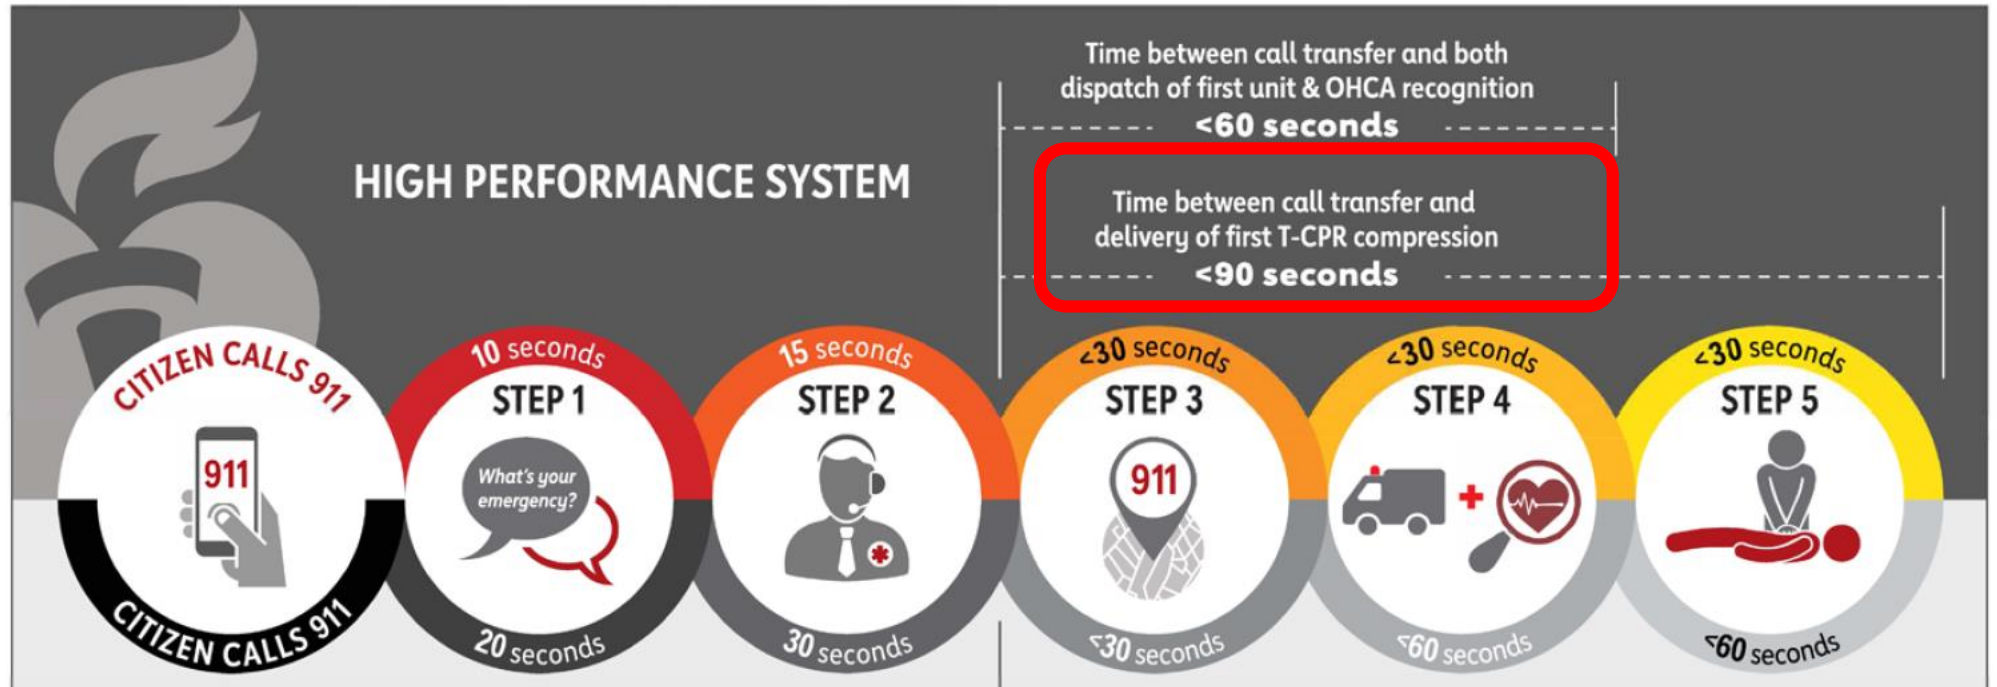 Time between call transfer and both
dispatch of first unit & OHCA recognition
<60 seconds
HIGH PERFORMANCE SYSTEM
Time between call transfer and
delivery of first T-CPR compression
<90 seconds
CITIZEN CALLS 911
911
CITIZEN CALLS 911
10 seconds
STEP 1
What's your
emergency?
20 seconds
15 seconds
STEP 2
30 seconds
<30 seconds
STEP 3
911
<30 seconds
<30 seconds
STEP 4
<60 seconds
<30 seconds
STEP 5
<60 seconds